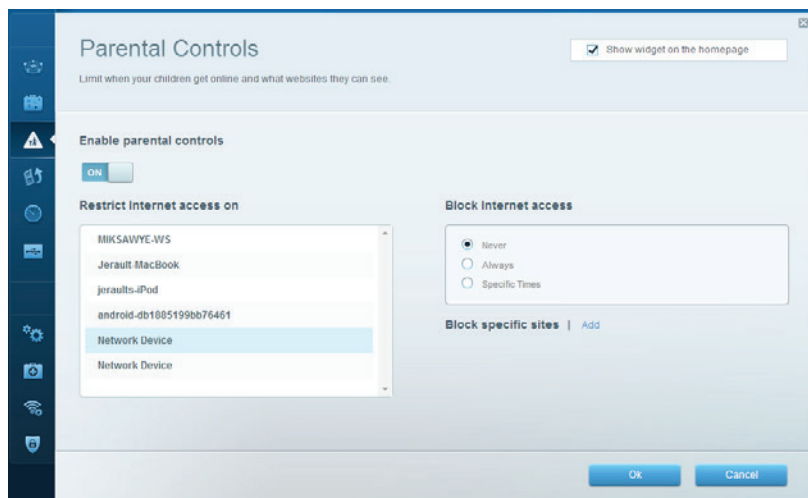 Parental Controls
Show widget on the homepage
Limit when your children get online and what websites they can see.
Enable parental controls
ON
Restrict Internet access on
Block Internet access
MIKSAWYE-WS
Jerault-MacBook
jeraults-iPod
android-db1885199bb76461
Network Device
Network Device
Never
Always
Specific Times
Block specific sites | Add
Ok
Cancel